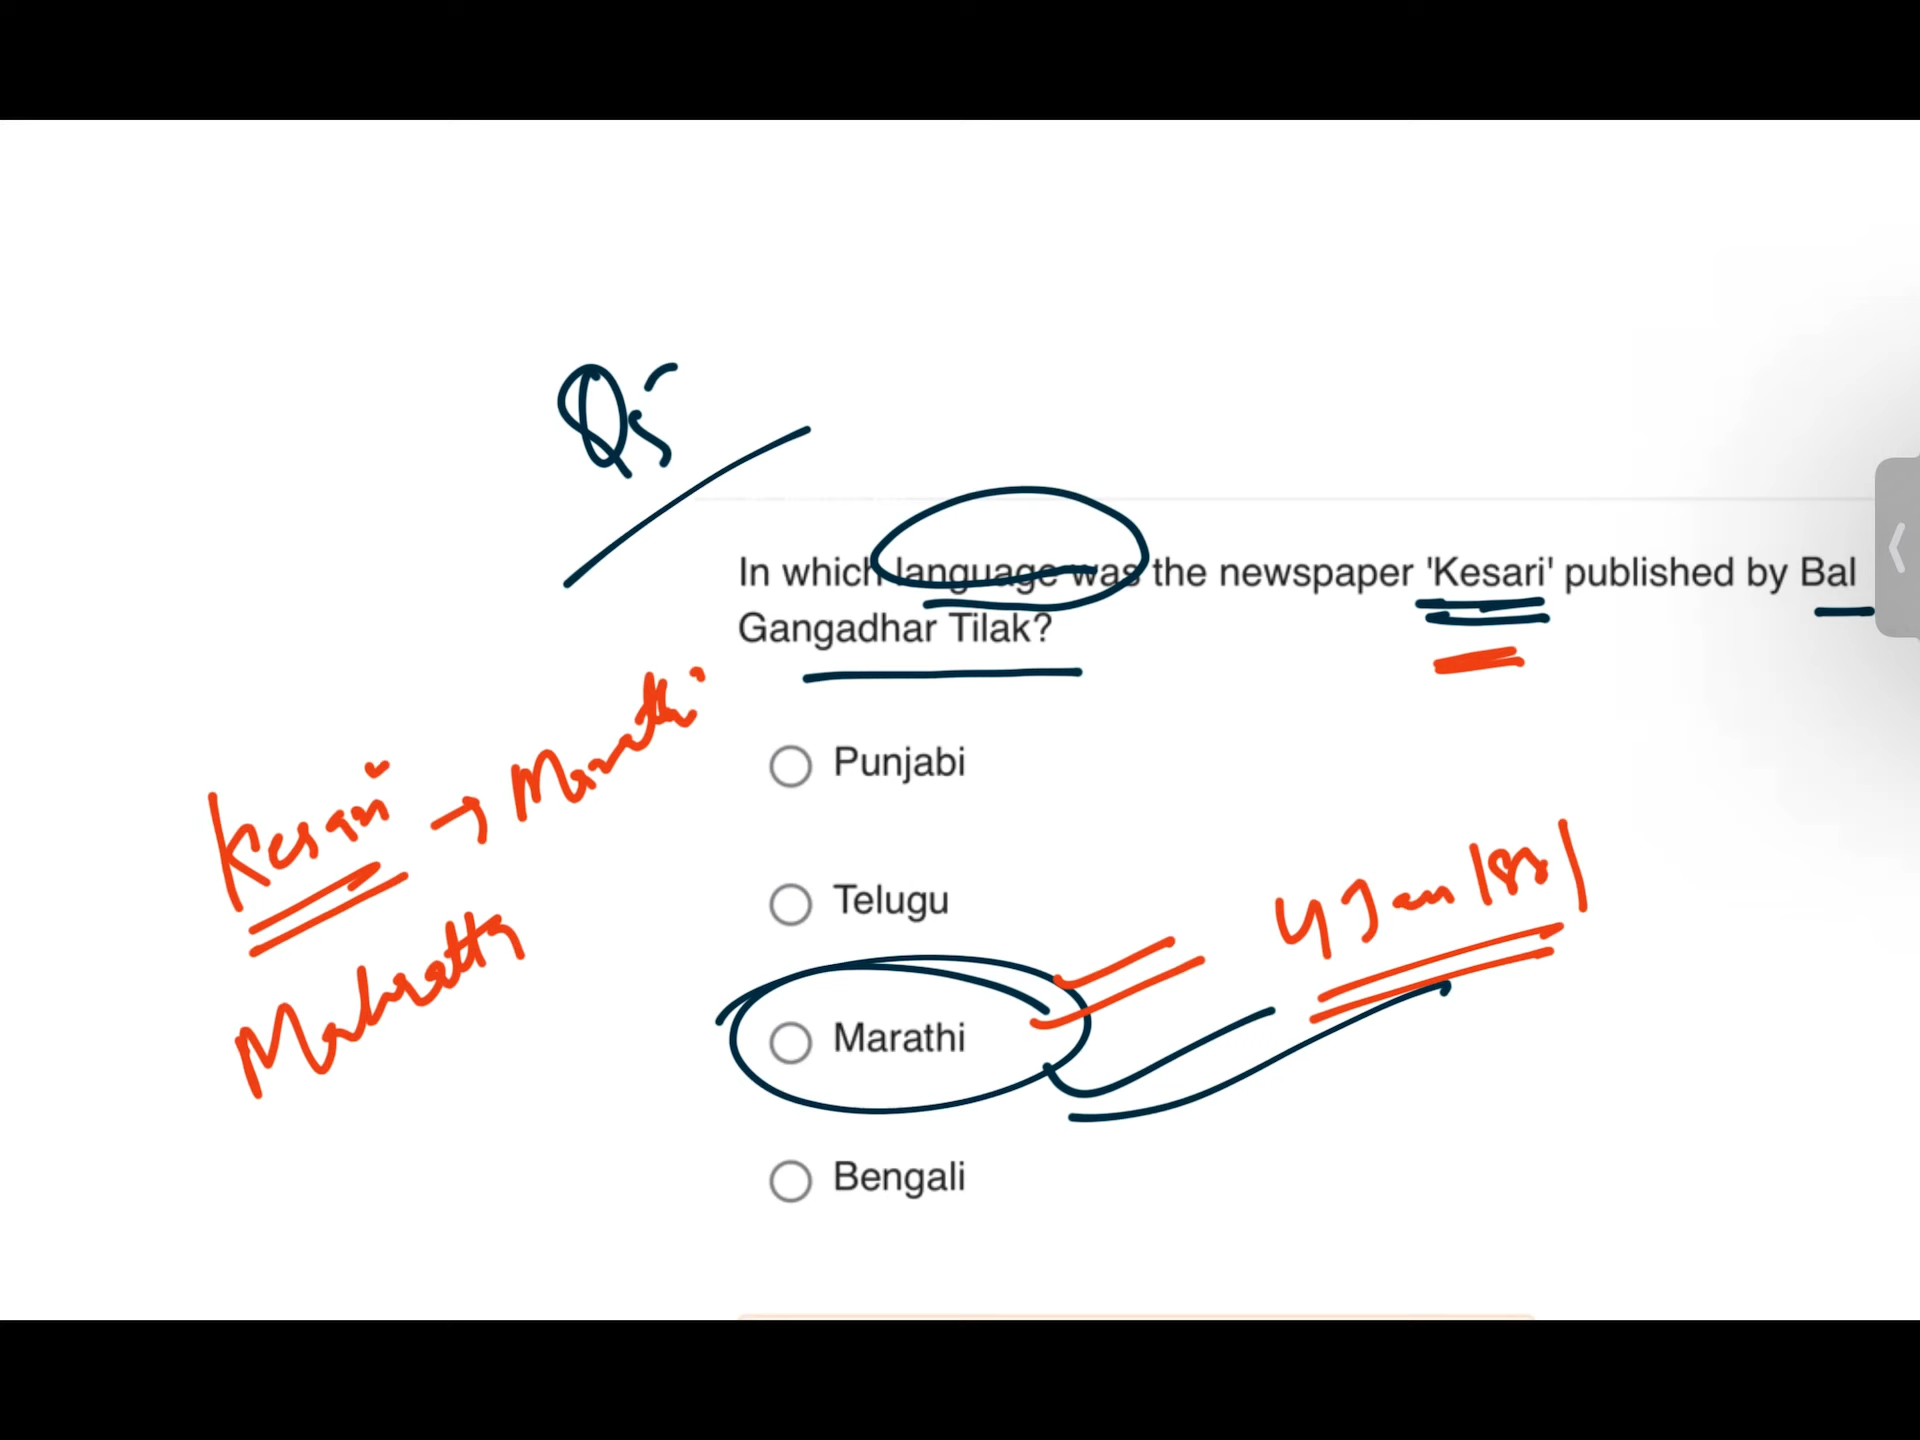 Q5
In which language was the newspaper 'Kesari' published by Bal
Gangadhar Tilak?
Punjabi
Telugu
Marathi
Bengali
Kesari → Marathi
Mahratta
4 Jan 1881